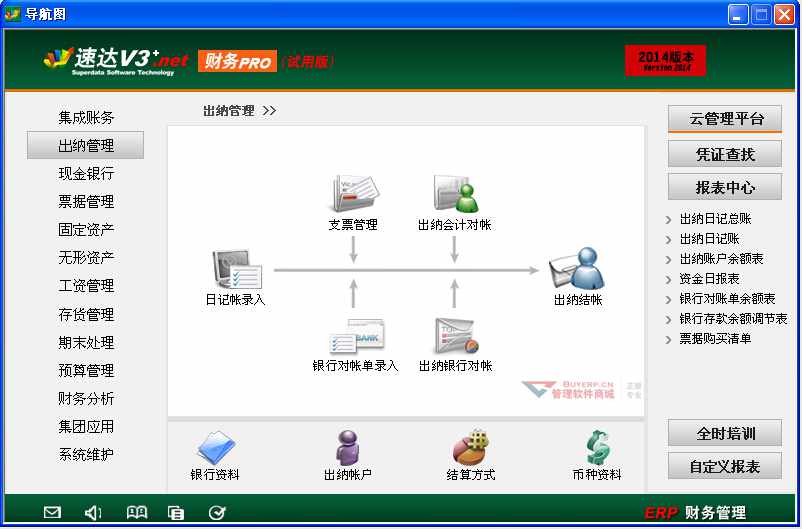 导航图
速达V3+.net
Superdata Software Technology
财务PRO
(试用版)
2014版本
Version 2014
集成账务
出纳管理
现金银行
票据管理
固定资产
无形资产
工资管理
存货管理
期末处理
预算管理
财务分析
集团应用
系统维护
出纳管理 >>
支票管理
出纳会计对帐
日记帐录入
出纳结帐
银行对帐单录入
出纳银行对帐
BANK
BUYERP.CN
管理软件商城
正版
专业
银行资料
出纳帐户
结算方式
币种资料
云管理平台
凭证查找
报表中心
出纳日记总账
出纳日记账
出纳账户余额表
资金日报表
银行对账单余额表
银行存款余额调节表
票据购买清单
全时培训
自定义报表
ERP 财务管理